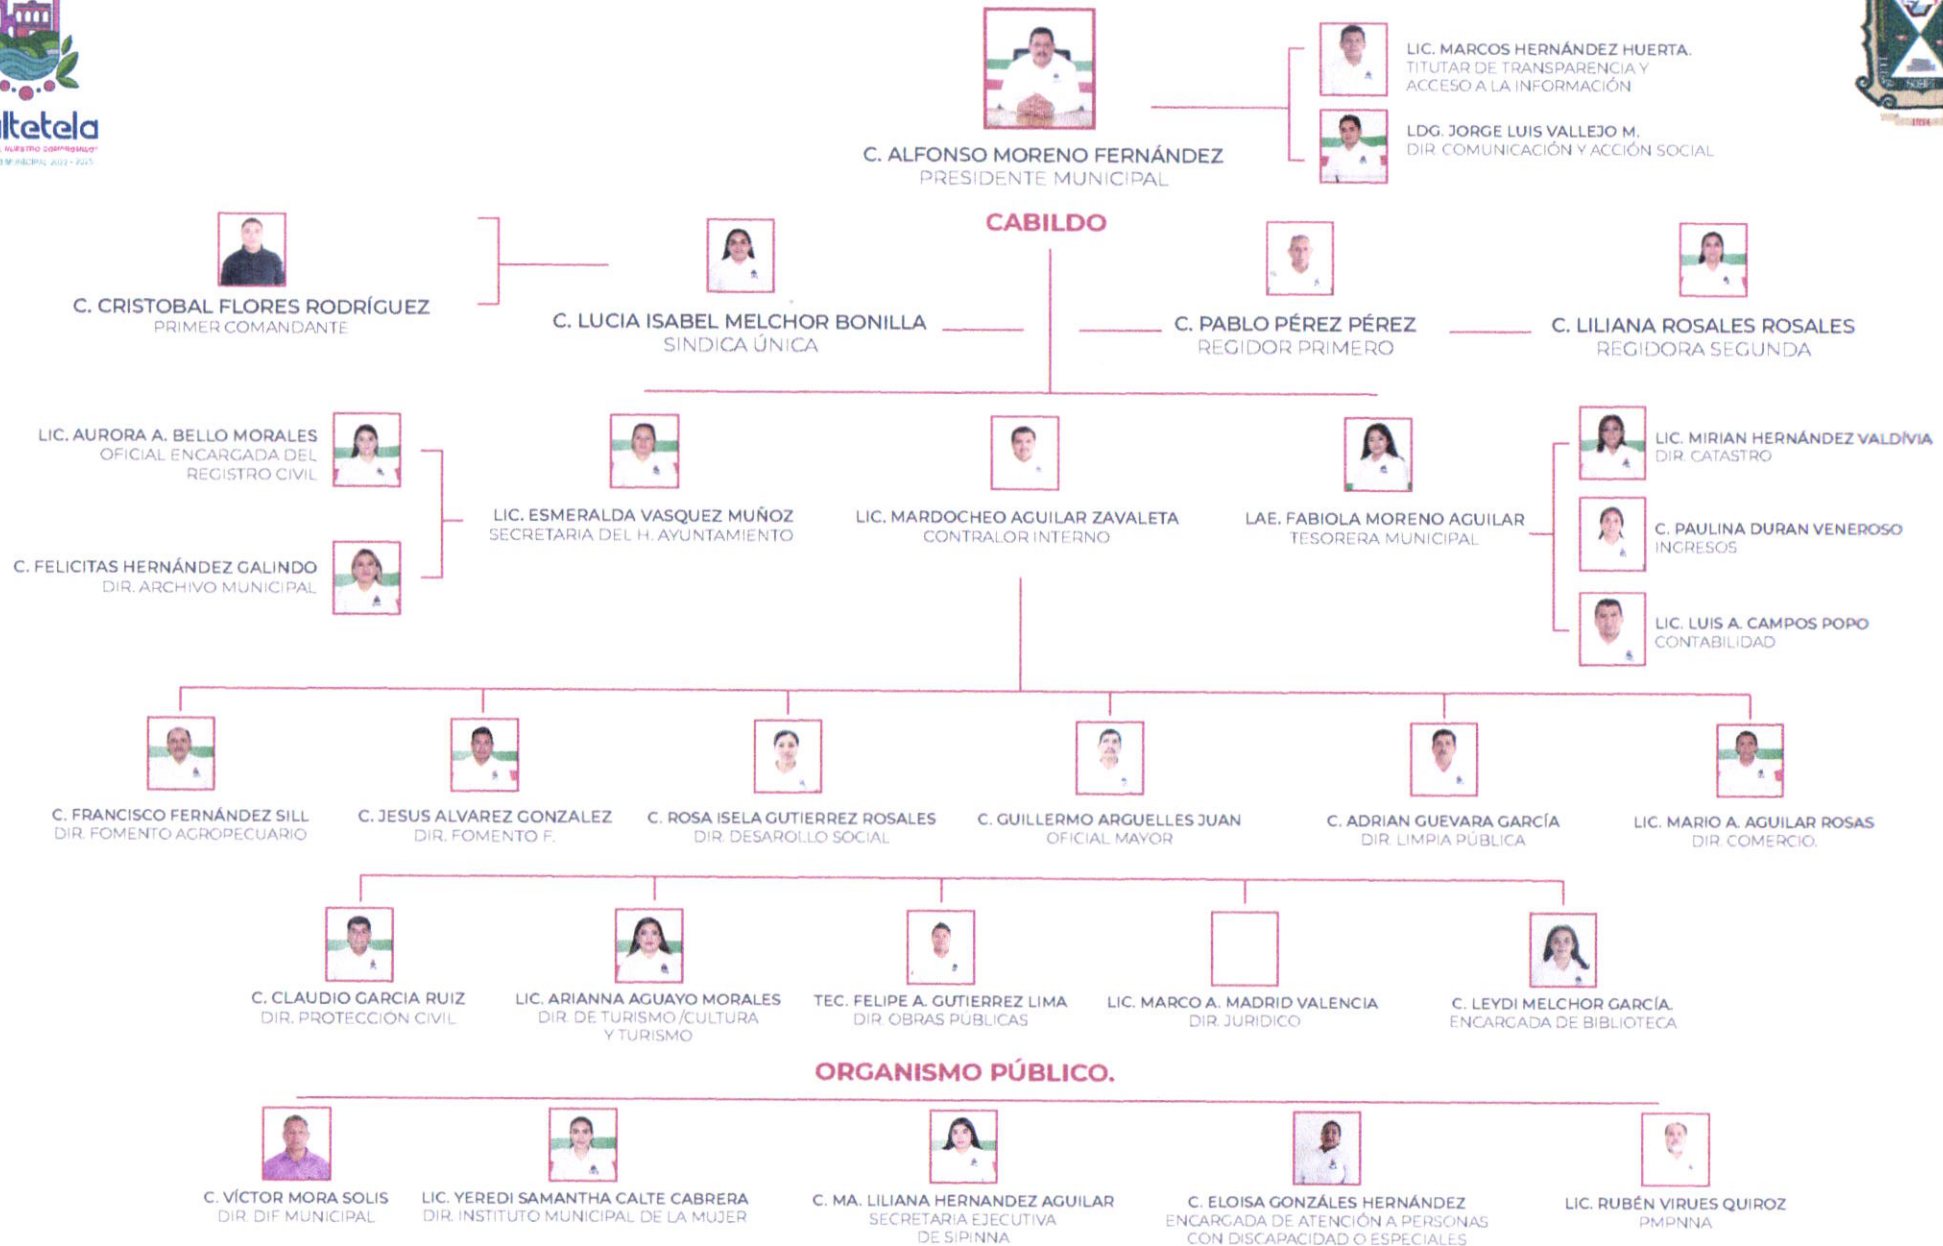 ltetela
C. ALFONSO MORENO FERNÁNDEZ
PRESIDENTE MUNICIPAL
LIC. MARCOS HERNÁNDEZ HUERTA.
TITUTAR DE TRANSPARENCIA Y
ACCESO A LA INFORMACIÓN
LDG. JORGE LUIS VALLEJO M.
DIR. COMUNICACIÓN Y ACCIÓN SOCIAL
CABILDO
C. CRISTOBAL FLORES RODRÍGUEZ
PRIMER COMANDANTE
C. LUCIA ISABEL MELCHOR BONILLA
SINDICA ÚNICA
C. PABLO PÉREZ PÉREZ
REGIDOR PRIMERO
C. LILIANA ROSALES ROSALES
REGIDORA SEGUNDA
LIC. AURORA A. BELLO MORALES
OFICIAL ENCARGADA DEL
REGISTRO CIVIL
C. FELICITAS HERNÁNDEZ GALINDO
DIR. ARCHIVO MUNICIPAL
LIC. ESMERALDA VASQUEZ MUÑOZ
SECRETARIA DEL H. AYUNTAMIENTO
LIC. MARDOCHEO AGUILAR ZAVALETA
CONTRALOR INTERNO
LAE. FABIOLA MORENO AGUILAR
TESORERA MUNICIPAL
LIC. MIRIAN HERNÁNDEZ VALDÍVIA
DIR. CATASTRO
C. PAULINA DURAN VENEROSO
INGRESOS
LIC. LUIS A. CAMPOS POPO
CONTABILIDAD
C. FRANCISCO FERNÁNDEZ SILL
DIR. FOMENTO AGROPECUARIO
C. JESUS ALVAREZ GONZALEZ
DIR. FOMENTO F.
C. ROSA ISELA GUTIERREZ ROSALES
DIR. DESAROLLO SOCIAL
C. GUILLERMO ARGUELLES JUAN
OFICIAL MAYOR
C. ADRIAN GUEVARA GARCÍA
DIR. LIMPIA PÚBLICA
LIC. MARIO A. AGUILAR ROSAS
DIR. COMERCIO.
C. CLAUDIO GARCIA RUIZ
DIR. PROTECCIÓN CIVIL
LIC. ARIANNA AGUAYO MORALES
DIR. DE TURISMO /CULTURA
Y TURISMO
TEC. FELIPE A. GUTIERREZ LIMA
DIR. OBRAS PÚBLICAS
LIC. MARCO A. MADRID VALENCIA
DIR. JURIDICO
C. LEYDI MELCHOR GARCÍA.
ENCARGADA DE BIBLIOTECA
ORGANISMO PÚBLICO.
C. VÍCTOR MORA SOLIS
DIR. DIF MUNICIPAL
LIC. YEREDI SAMANTHA CALTE CABRERA
DIR. INSTITUTO MUNICIPAL DE LA MUJER
C. MA. LILIANA HERNANDEZ AGUILAR
SECRETARIA EJECUTIVA
DE SIPINNA
C. ELOISA GONZÁLES HERNÁNDEZ
ENCARGADA DE ATENCIÓN A PERSONAS
CON DISCAPACIDAD O ESPECIALES
LIC. RUBÉN VIRUES QUIROZ
PMPNNA